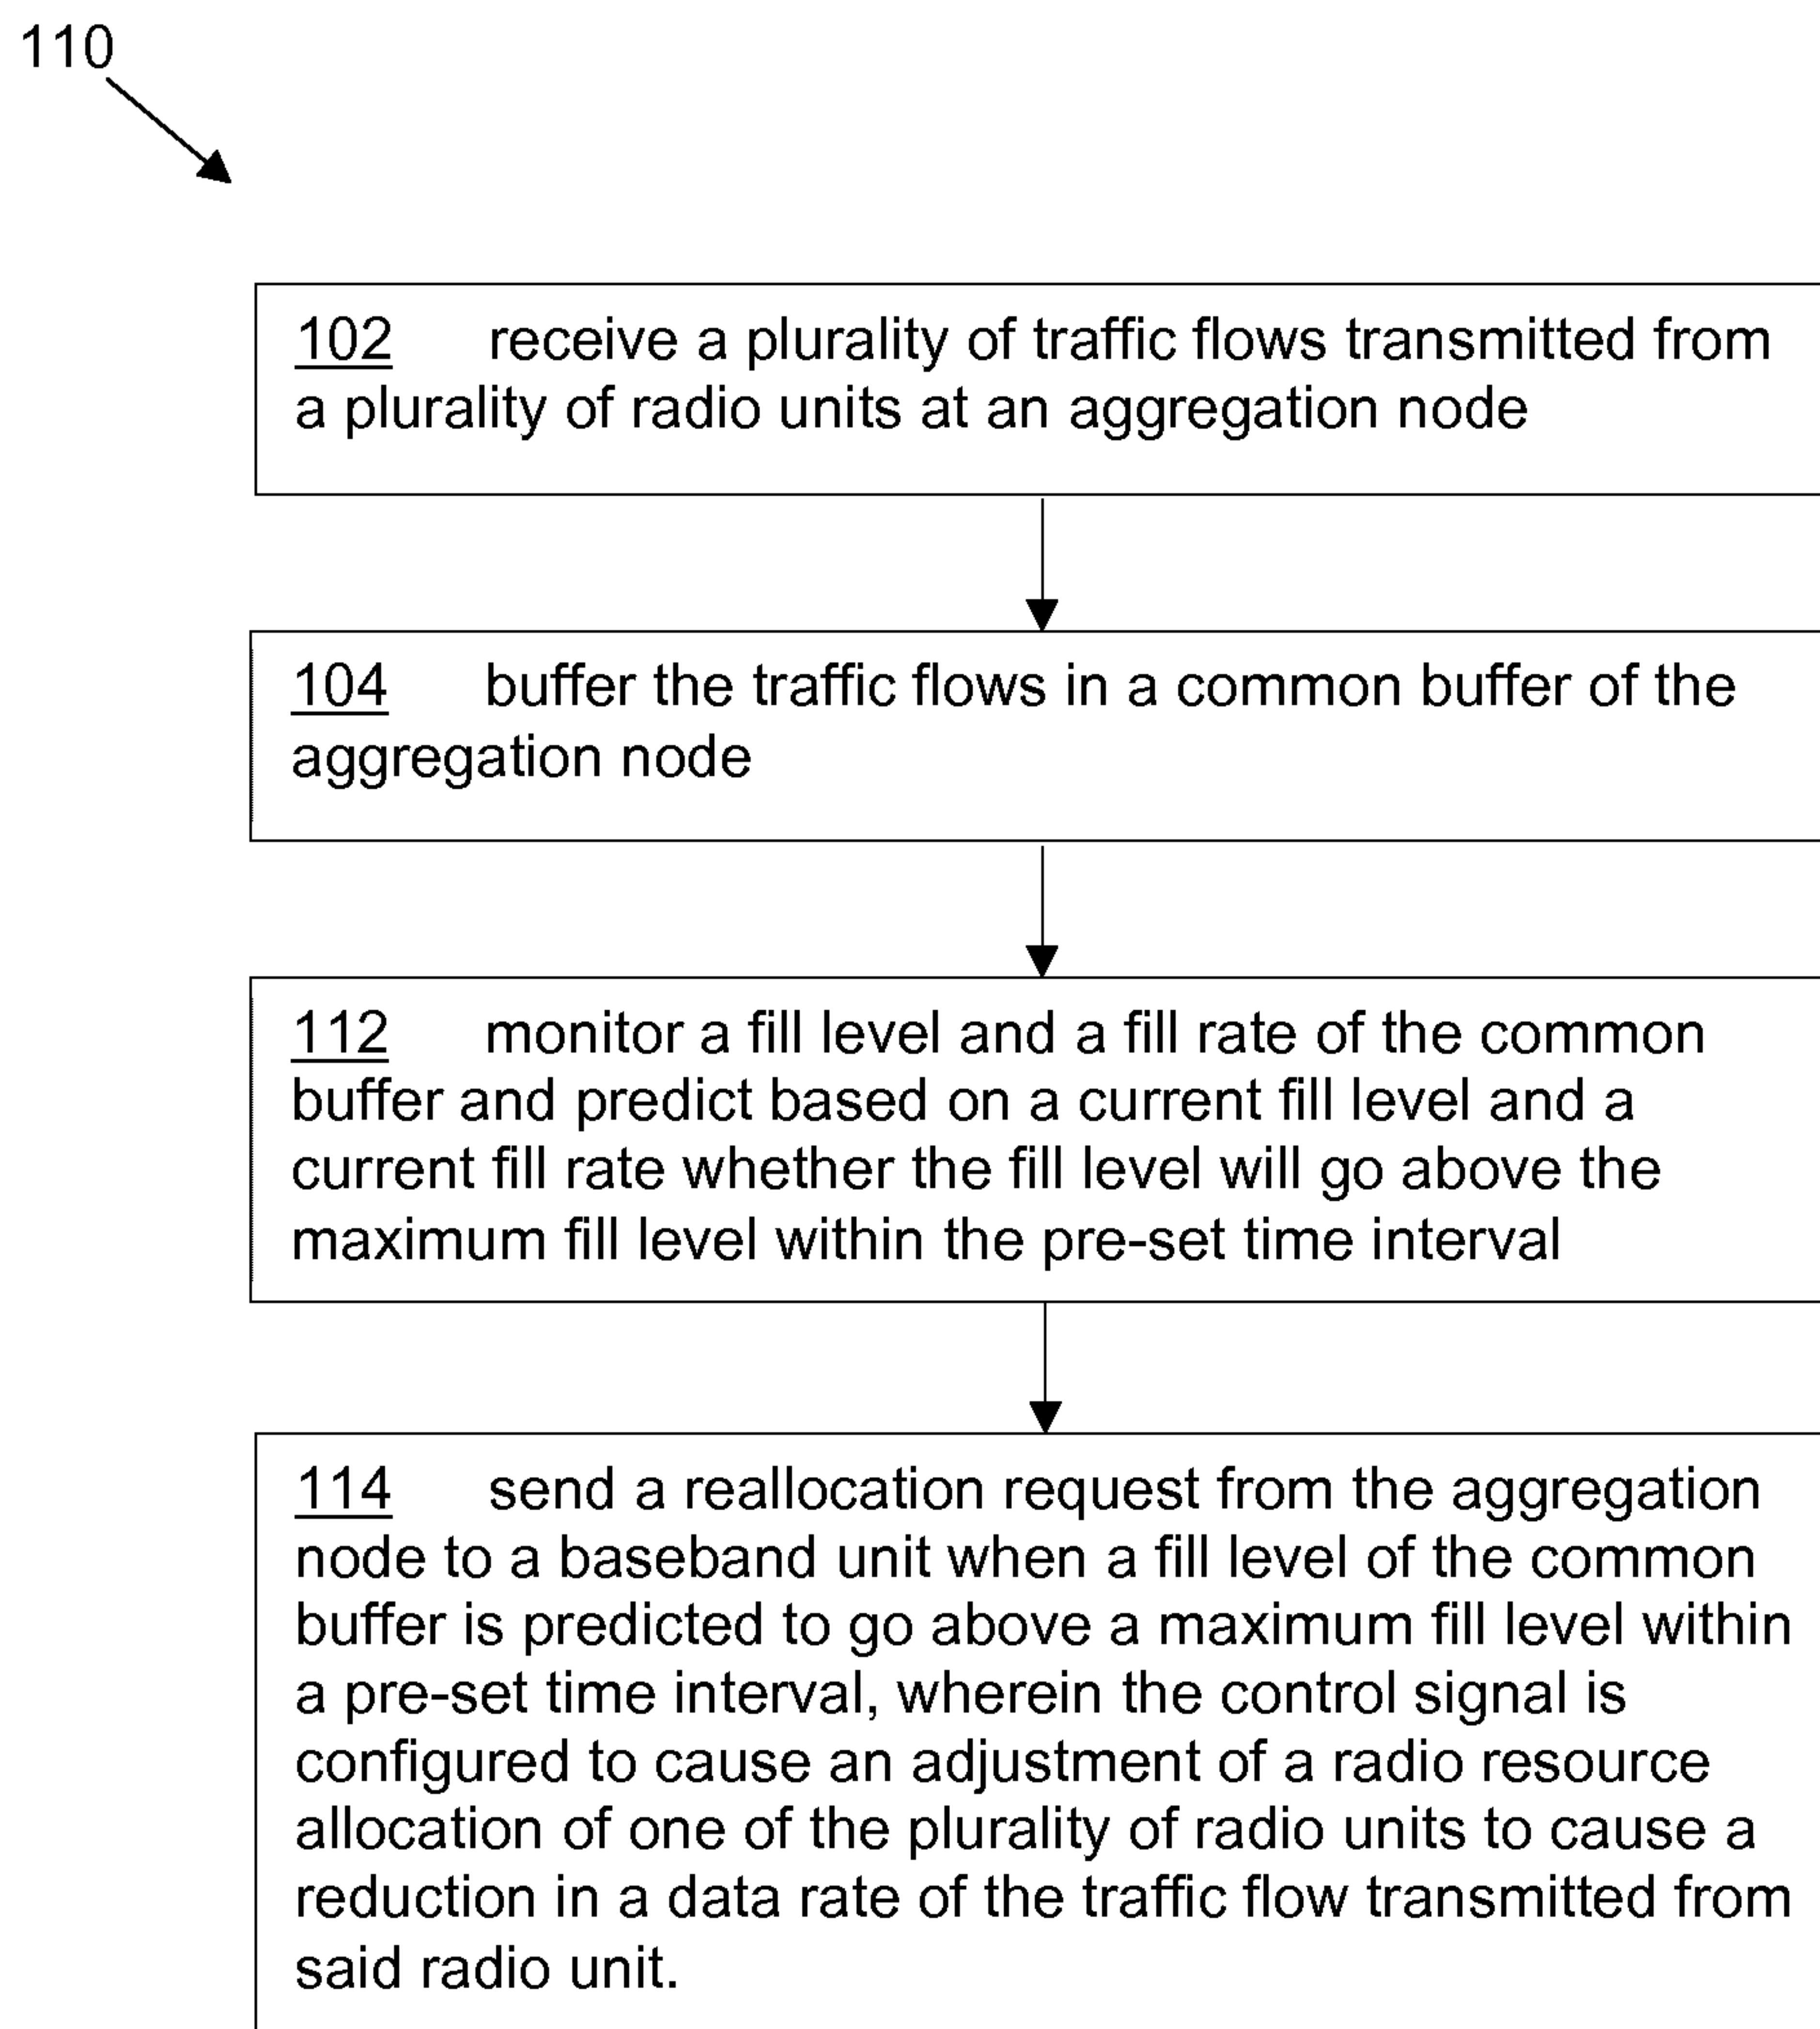 110
102 receive a plurality of traffic flows transmitted from
a plurality of radio units at an aggregation node
104 buffer the traffic flows in a common buffer of the
aggregation node
112 monitor a fill level and a fill rate of the common
buffer and predict based on a current fill level and a
current fill rate whether the fill level will go above the
maximum fill level within the pre-set time interval
114 send a reallocation request from the aggregation
node to a baseband unit when a fill level of the common
buffer is predicted to go above a maximum fill level within
a pre-set time interval, wherein the control signal is
configured to cause an adjustment of a radio resource
allocation of one of the plurality of radio units to cause a
reduction in a data rate of the traffic flow transmitted from
said radio unit.